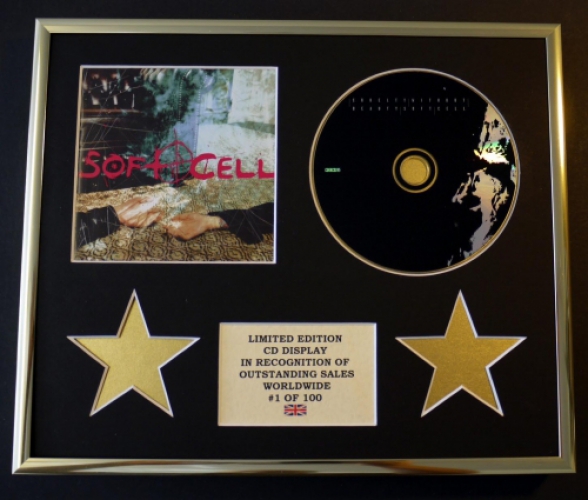 SOFT CELL
LIMITED EDITION
CD DISPLAY
IN RECOGNITION OF
OUTSTANDING SALES
WORLDWIDE
#1 OF 100